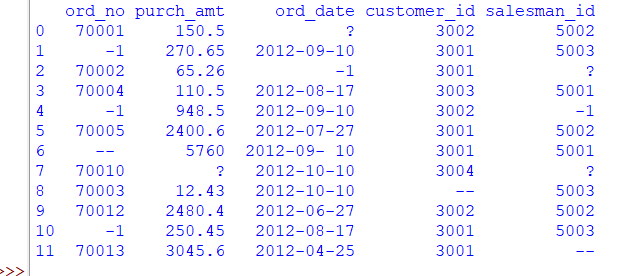 ord_no purch_amt ord_date customer_id salesman_id
0 70001 150.5 ? 3002 5002
1 -1 270.65 2012-09-10 3001 5003
2 70002 65.26 -1 3001 ?
3 70004 110.5 2012-08-17 3003 5001
4 -1 948.5 2012-09-10 3002 -1
5 70005 2400.6 2012-07-27 3001 5002
6 -- 5760 2012-09- 10 3001 5001
7 70010 ? 2012-10-10 3004 ?
8 70003 12.43 2012-10-10 -- 5003
9 70012 2480.4 2012-06-27 3002 5002
10 -1 250.45 2012-08-17 3001 5003
11 70013 3045.6 2012-04-25 3001 --
>>>